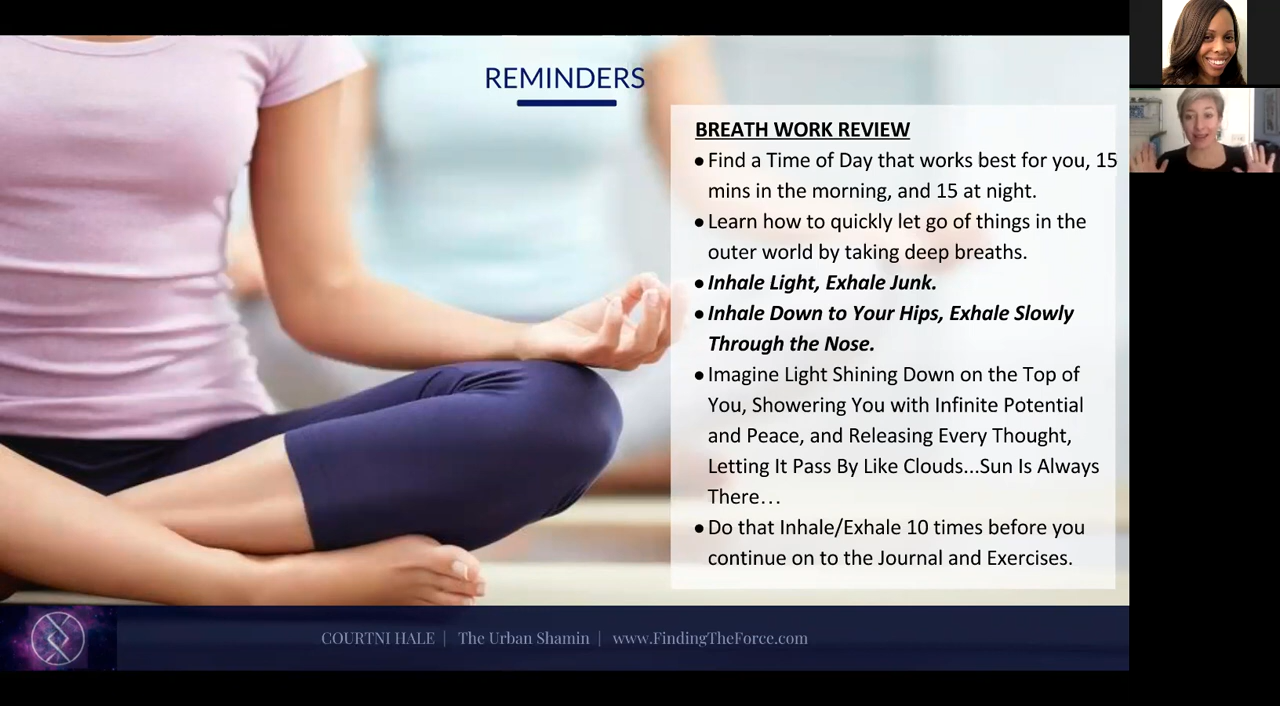 REMINDERS
BREATH WORK REVIEW
● Find a Time of Day that works best for you, 15
mins in the morning, and 15 at night.
● Learn how to quickly let go of things in the
outer world by taking deep breaths.
● Inhale Light, Exhale Junk.
● Inhale Down to Your Hips, Exhale Slowly
Through the Nose.
● Imagine Light Shining Down on the Top of
You, Showering You with Infinite Potential
and Peace, and Releasing Every Thought,
Letting It Pass By Like Clouds...Sun Is Always
There…
● Do that Inhale/Exhale 10 times before you
continue on to the Journal and Exercises.
COURTNI HALE | The Urban Shamin | www.FindingTheForce.com